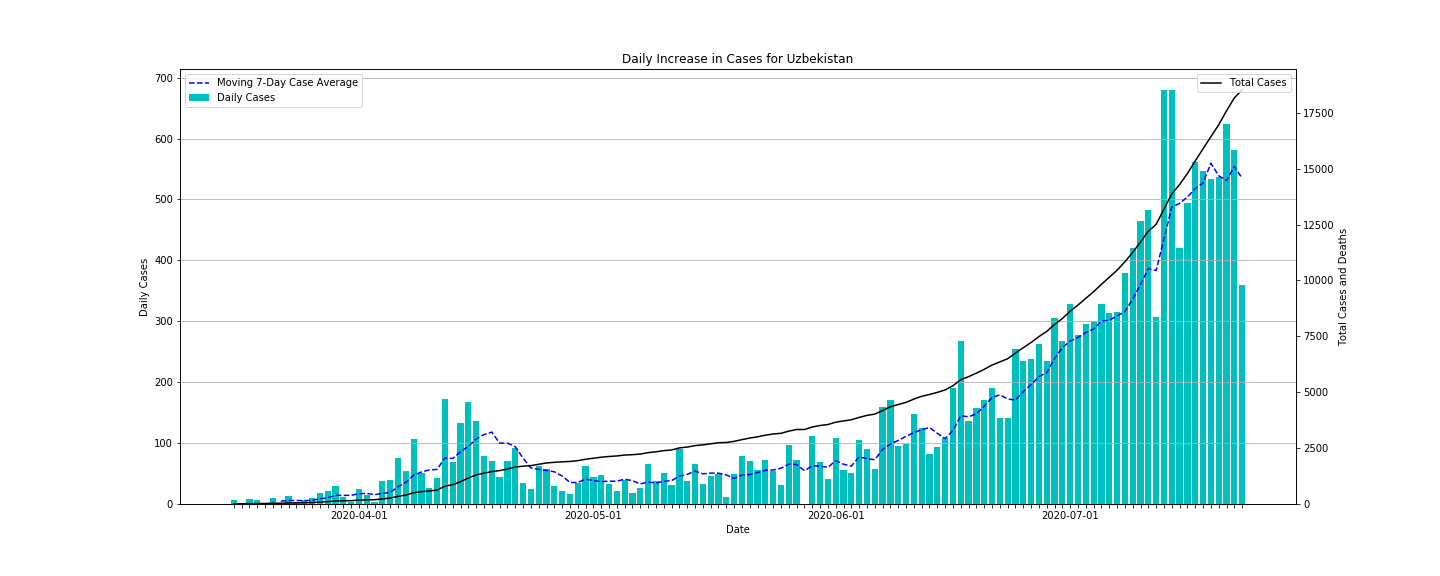 Daily Increase in Cases for Uzbekistan
Moving 7-Day Case Average
Daily Cases
Total Cases
700
600
500
400
300
200
100
0
Daily Cases
17500
15000
12500
10000
7500
5000
2500
0
Total Cases and Deaths
2020-04-01
2020-05-01
2020-06-01
2020-07-01
Date